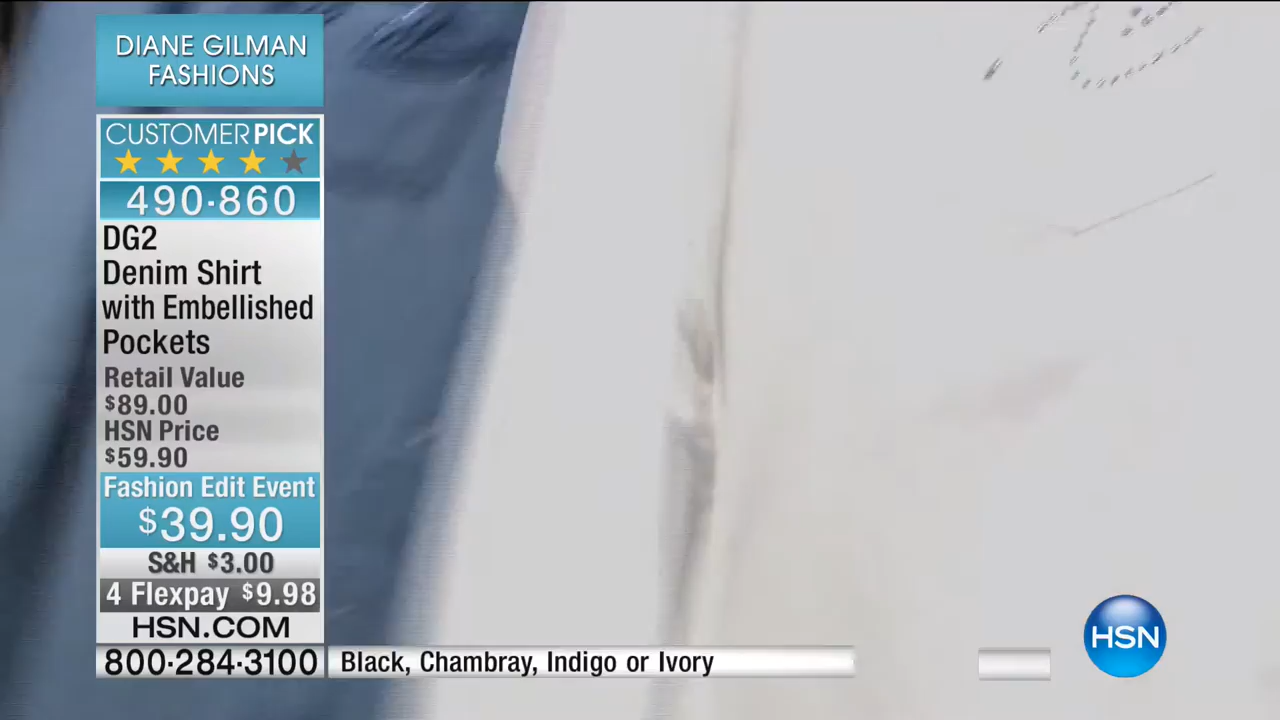 DIANE GILMAN
FASHIONS
CUSTOMERPICK
490·860
DG2
Denim Shirt
with Embellished
Pockets
Retail Value
$89.00
HSN Price
$59.90
Fashion Edit Event
$39.90
S&H $3.00
4 Flexpay $9.98
HSN.COM
800·284·3100
Black, Chambray, Indigo or Ivory
HSN